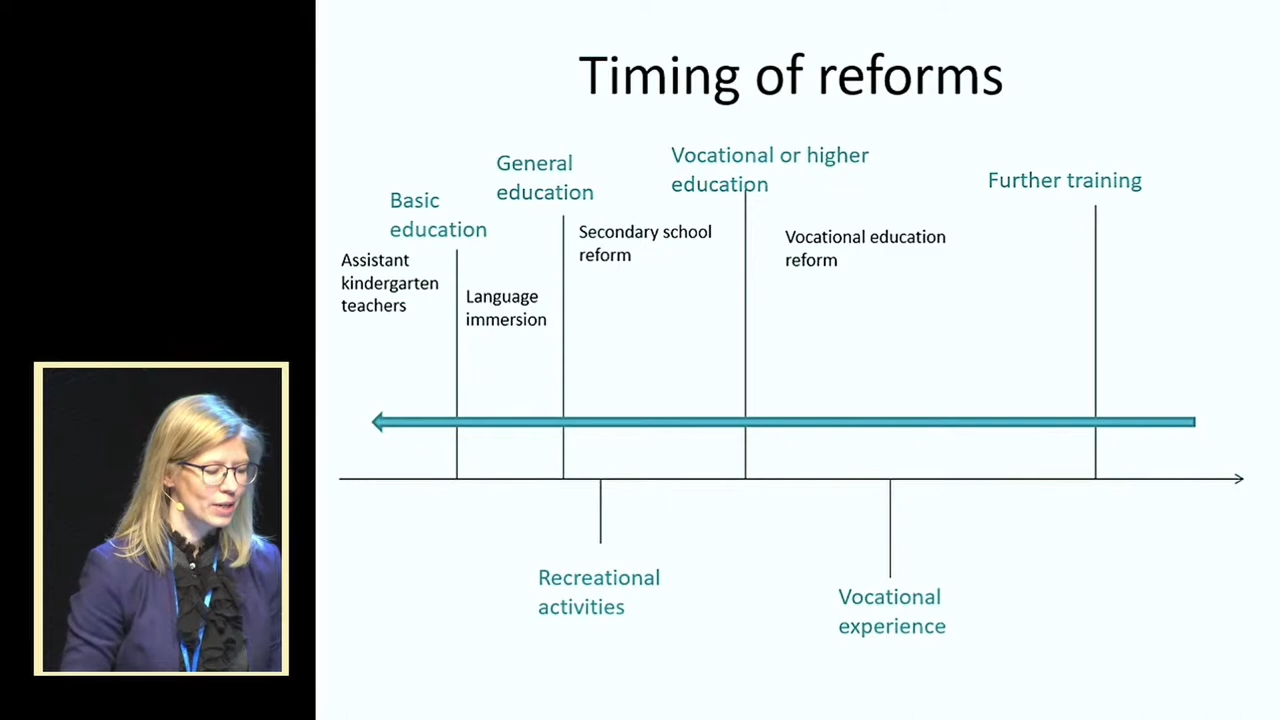 Timing of reforms
General
education
Vocational or higher
education
Further training
Basic
education
Secondary school
reform
Vocational education
reform
Assistant
kindergarten
teachers
Language
immersion
Recreational
activities
Vocational
experience